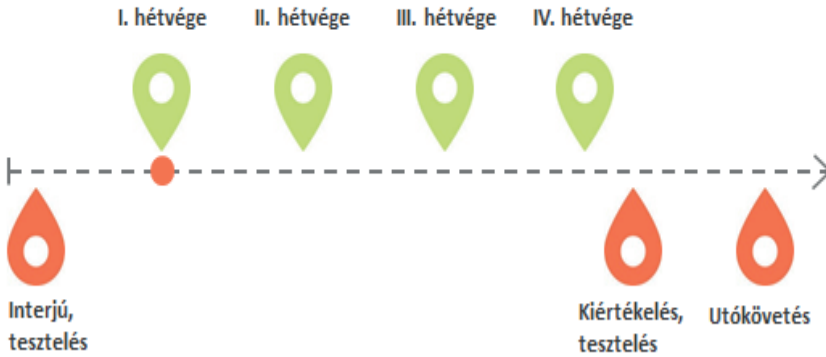 I. hétvége
II. hétvége
III. hétvége
IV. hétvége
Interjú,
tesztelés
Kiértékelés,
tesztelés
Utókövetés